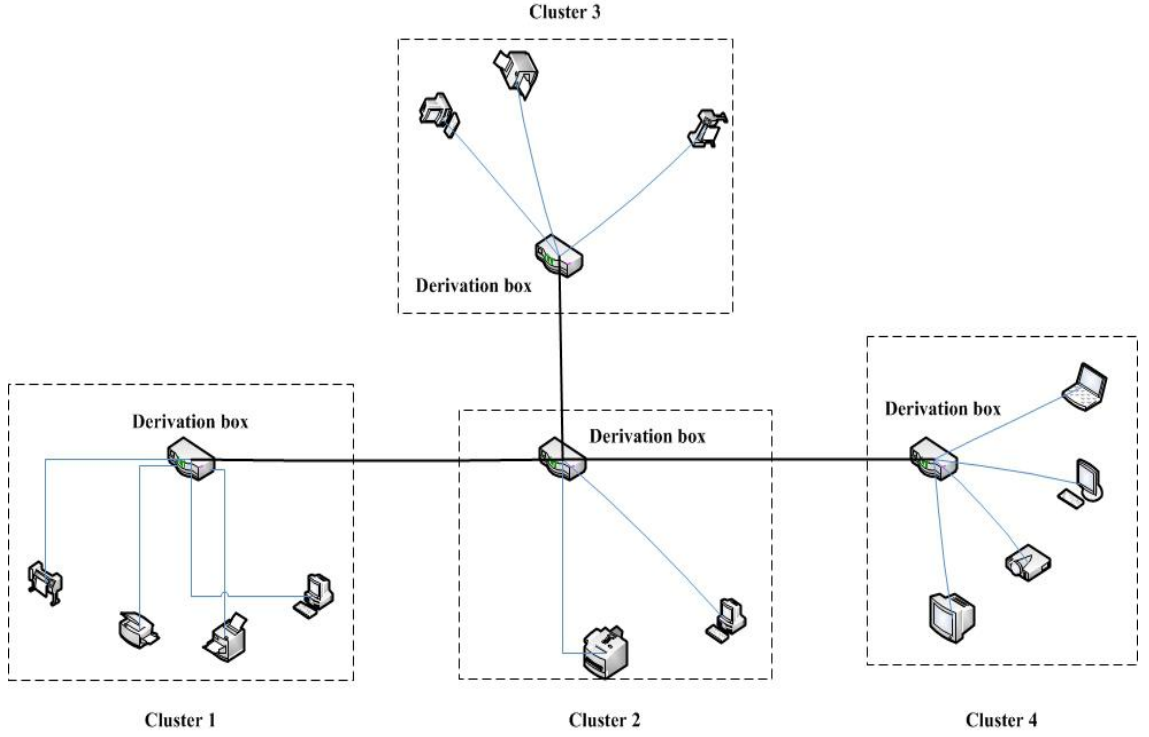 Cluster 3
Derivation box
Derivation box
Derivation box
Derivation box
Cluster 1
Cluster 2
Cluster 4